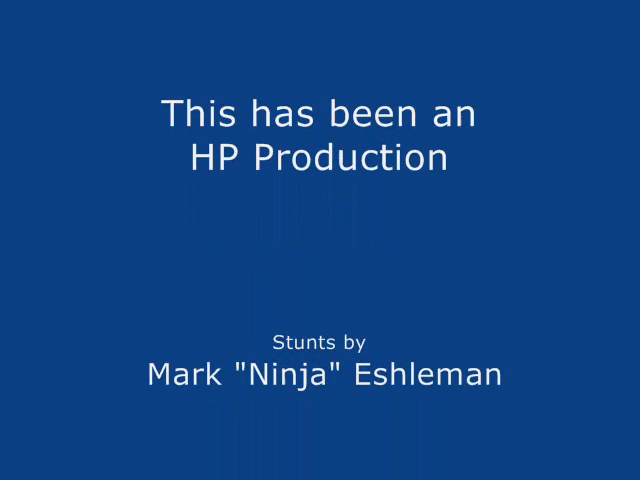 This has been an
HP Production
Stunts by
Mark "Ninja" Eshleman